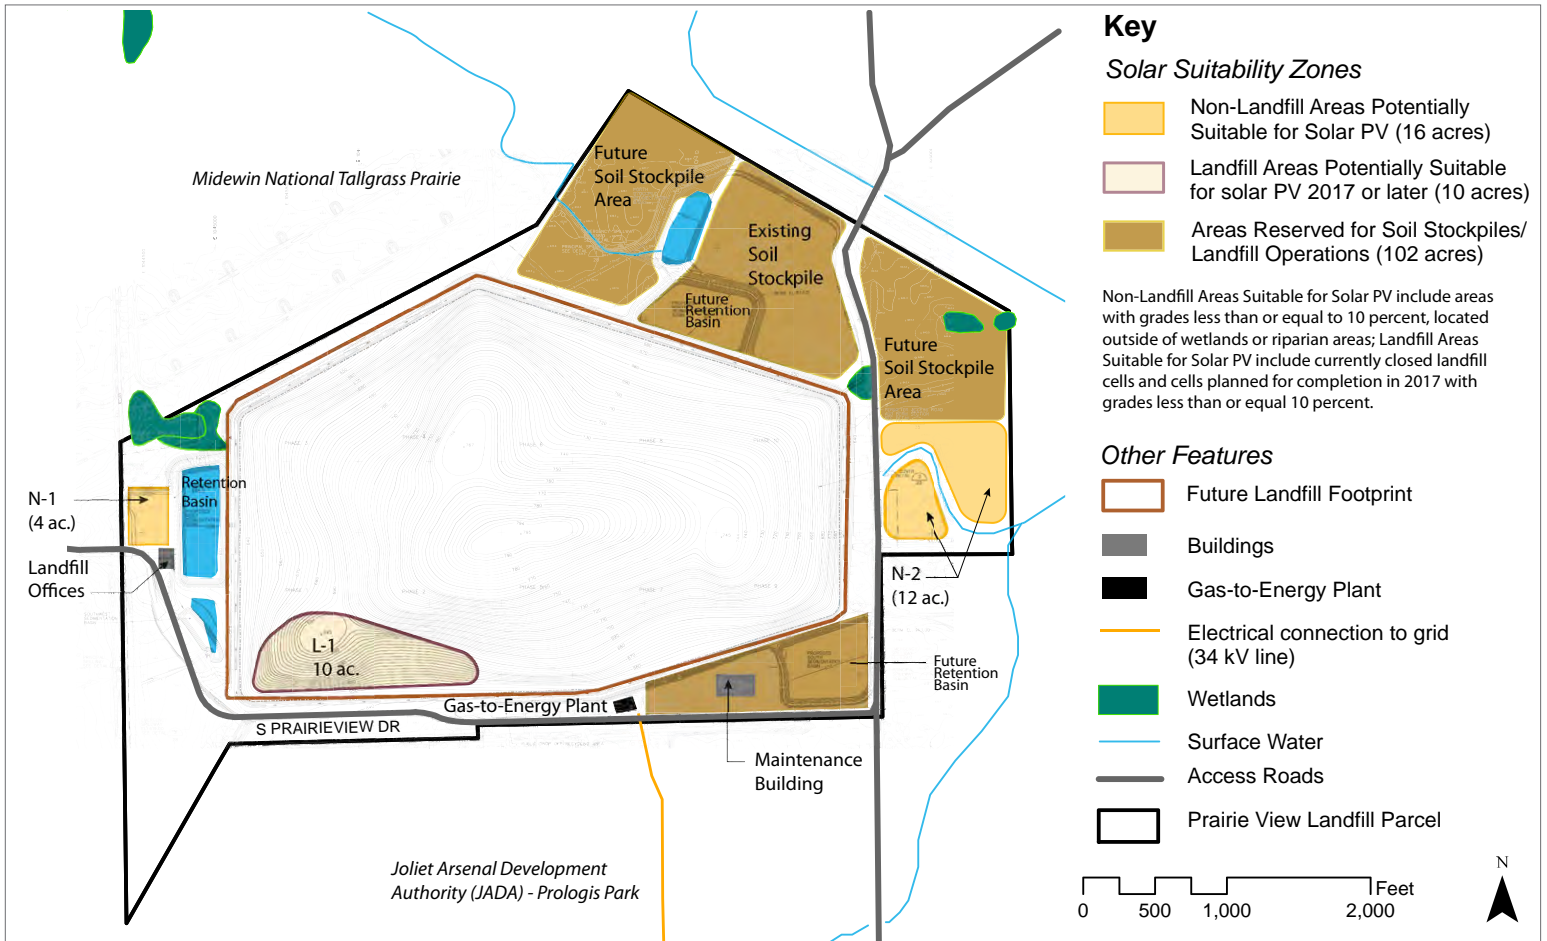 Midewin National Tallgrass Prairie
Future
Soil Stockpile
Area
Existing
Soil
Stockpile
Future
Retention
Basin
Future
Soil Stockpile
Area
Retention
Basin
N-1
(4 ac.)
Landfill
Offices
N-2
(12 ac.)
L-1
10 ac.
Gas-to-Energy Plant
Future
Retention
Basin
S PRAIRIEVIEW DR
Maintenance
Building
Joliet Arsenal Development
Authority (JADA) - Prologis Park
Key
Solar Suitability Zones
Non-Landfill Areas Potentially
Suitable for Solar PV (16 acres)
Landfill Areas Potentially Suitable
for solar PV 2017 or later (10 acres)
Areas Reserved for Soil Stockpiles/
Landfill Operations (102 acres)
Non-Landfill Areas Suitable for Solar PV include areas
with grades less than or equal to 10 percent, located
outside of wetlands or riparian areas; Landfill Areas
Suitable for Solar PV include currently closed landfill
cells and cells planned for completion in 2017 with
grades less than or equal 10 percent.
Other Features
Future Landfill Footprint
Buildings
Gas-to-Energy Plant
Electrical connection to grid
(34 kV line)
Wetlands
Surface Water
Access Roads
Prairie View Landfill Parcel
N
Feet
0 500 1,000 2,000